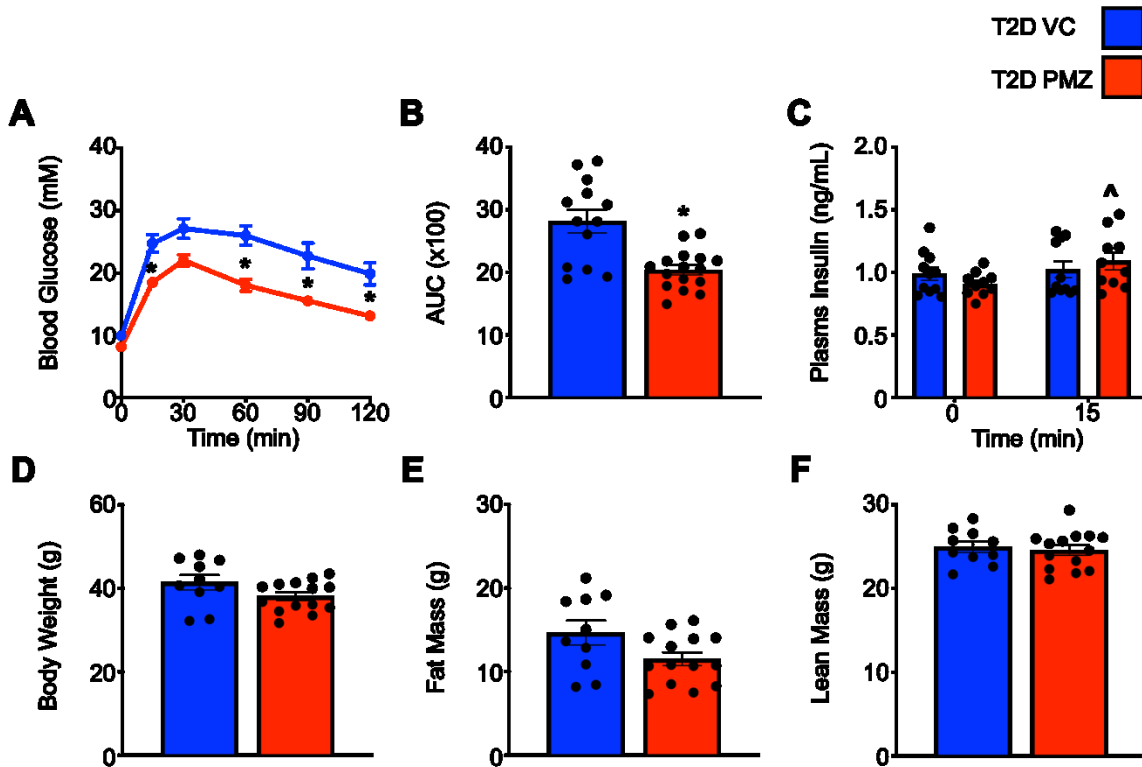 T2D VC
T2D PMZ
A
Blood Glucose (mM)
40
30
20
10
0
*
*
*
*
0 30 60 90 120
Time (min)
B
AUC (x100)
40
30
20
10
0
*
C
Plasms Insulin (ng/mL)
2.0
1.5
1.0
0.5
0
^
0 15
Time (min)
D
Body Weight (g)
60
40
20
0
E
Fat Mass (g)
30
20
10
0
F
Lean Mass (g)
30
20
10
0